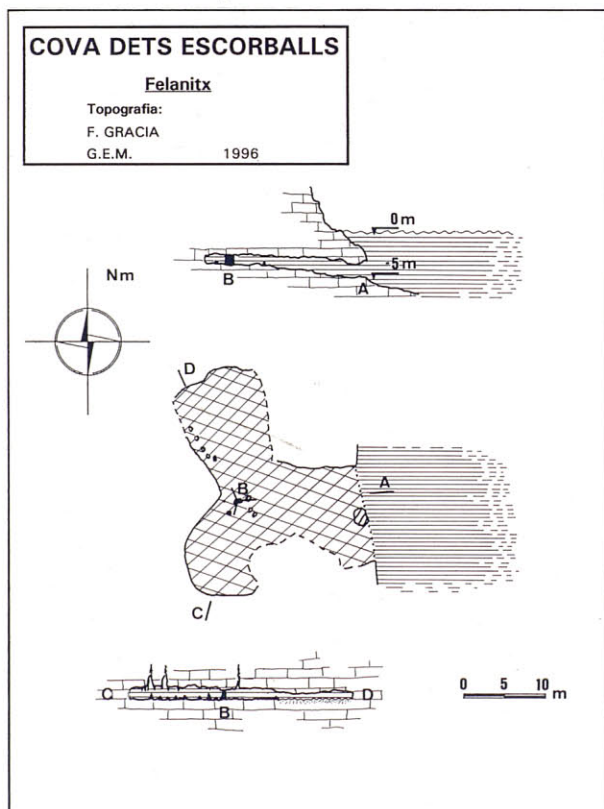 COVA DETS ESCORBALLS
Felanitx
Topografia:
F. GRACIA
G.E.M. 1996
0 m
-5 m
B
A
Nm
D
B
A
C
C
D
B
0 5 10 m